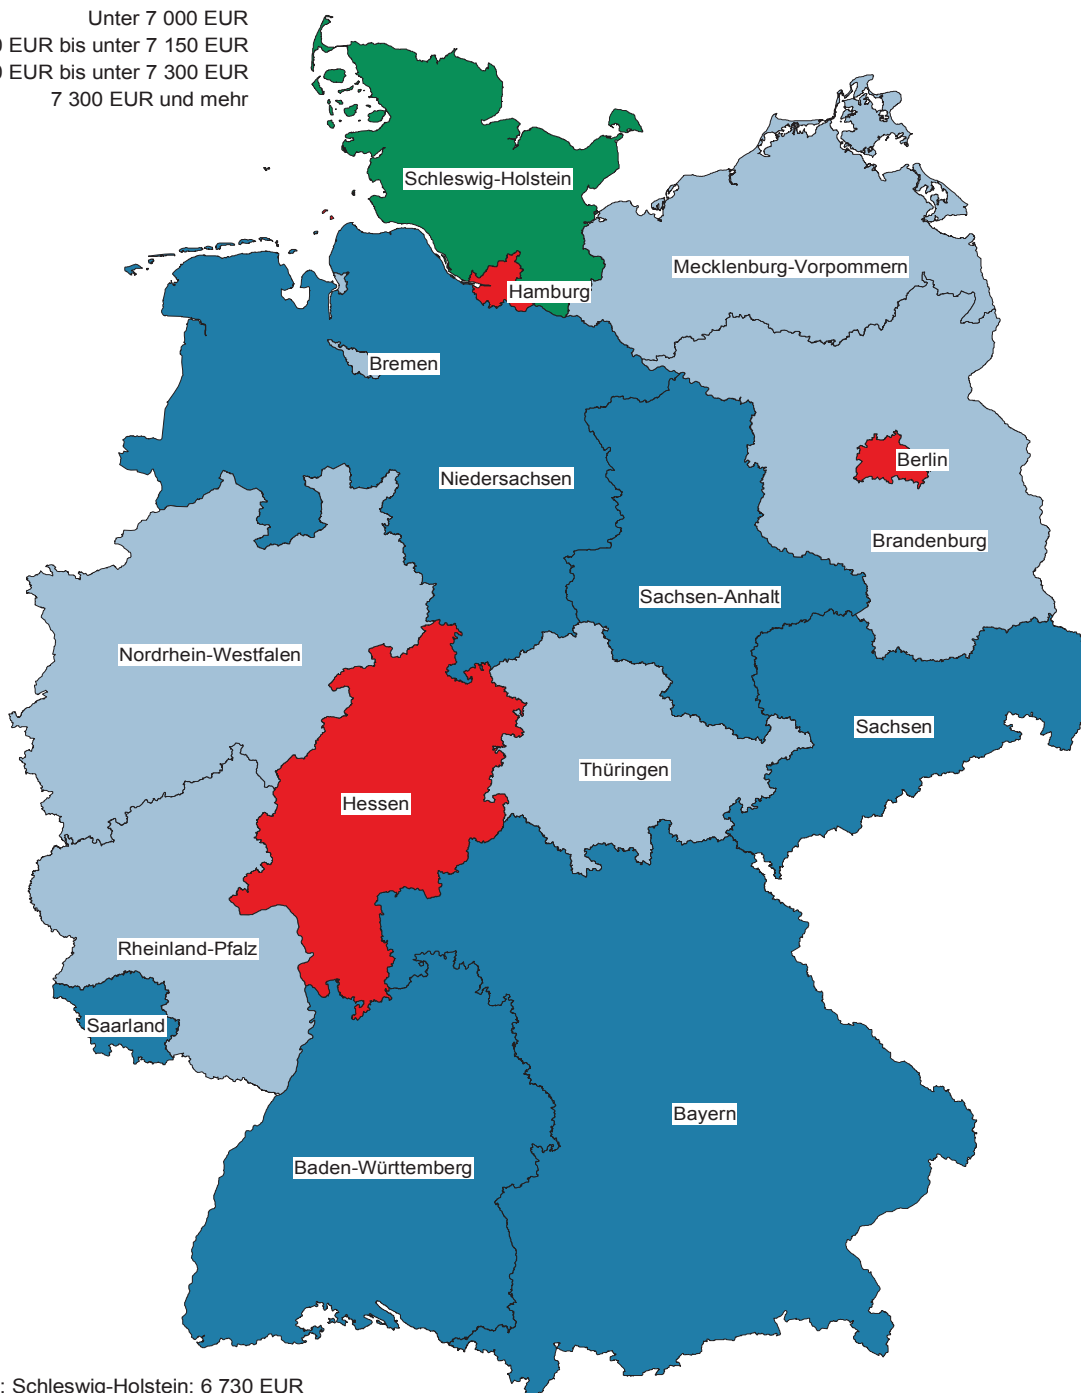 Unter 7 000 EUR
EUR bis unter 7 150 EUR
EUR bis unter 7 300 EUR
7 300 EUR und mehr
Schleswig-Holstein
Mecklenburg-Vorpommern
Hamburg
Bremen
Berlin
Niedersachsen
Brandenburg
Sachsen-Anhalt
Nordrhein-Westfalen
Sachsen
Thüringen
Hessen
Rheinland-Pfalz
Saarland
Bayern
Baden-Württemberg
: Schleswig-Holstein: 6 730 EUR